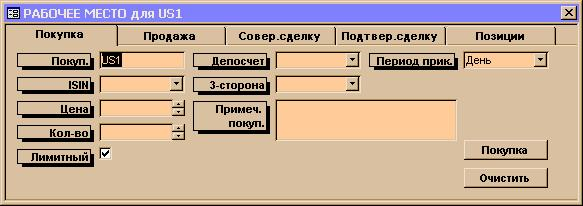 РАБОЧЕЕ МЕСТО для US1
Покупка Продажа Совер.сделку Подтвер.сделку Позиции
Покуп. US1 Депосчет Период прик. День
ISIN 3-сторона
Цена Примеч. покуп.
Кол-во
Лимитный
Покупка
Очистить